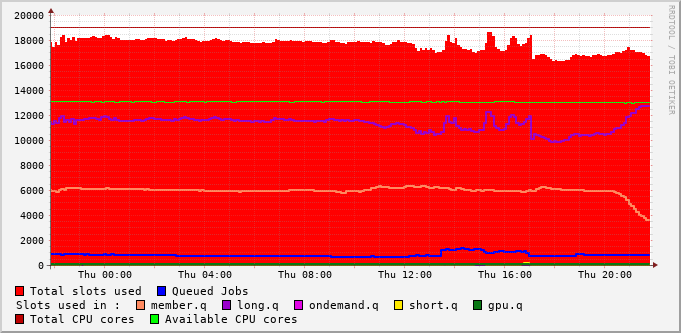 20000
18000
16000
14000
12000
10000
8000
6000
4000
2000
0
Thu 00:00 Thu 04:00 Thu 08:00 Thu 12:00 Thu 16:00 Thu 20:00
RRDTOOL / TOBI OETIKER
Total slots used Queued Jobs
Slots used in : member.q long.q ondemand.q short.q gpu.q
Total CPU cores Available CPU cores